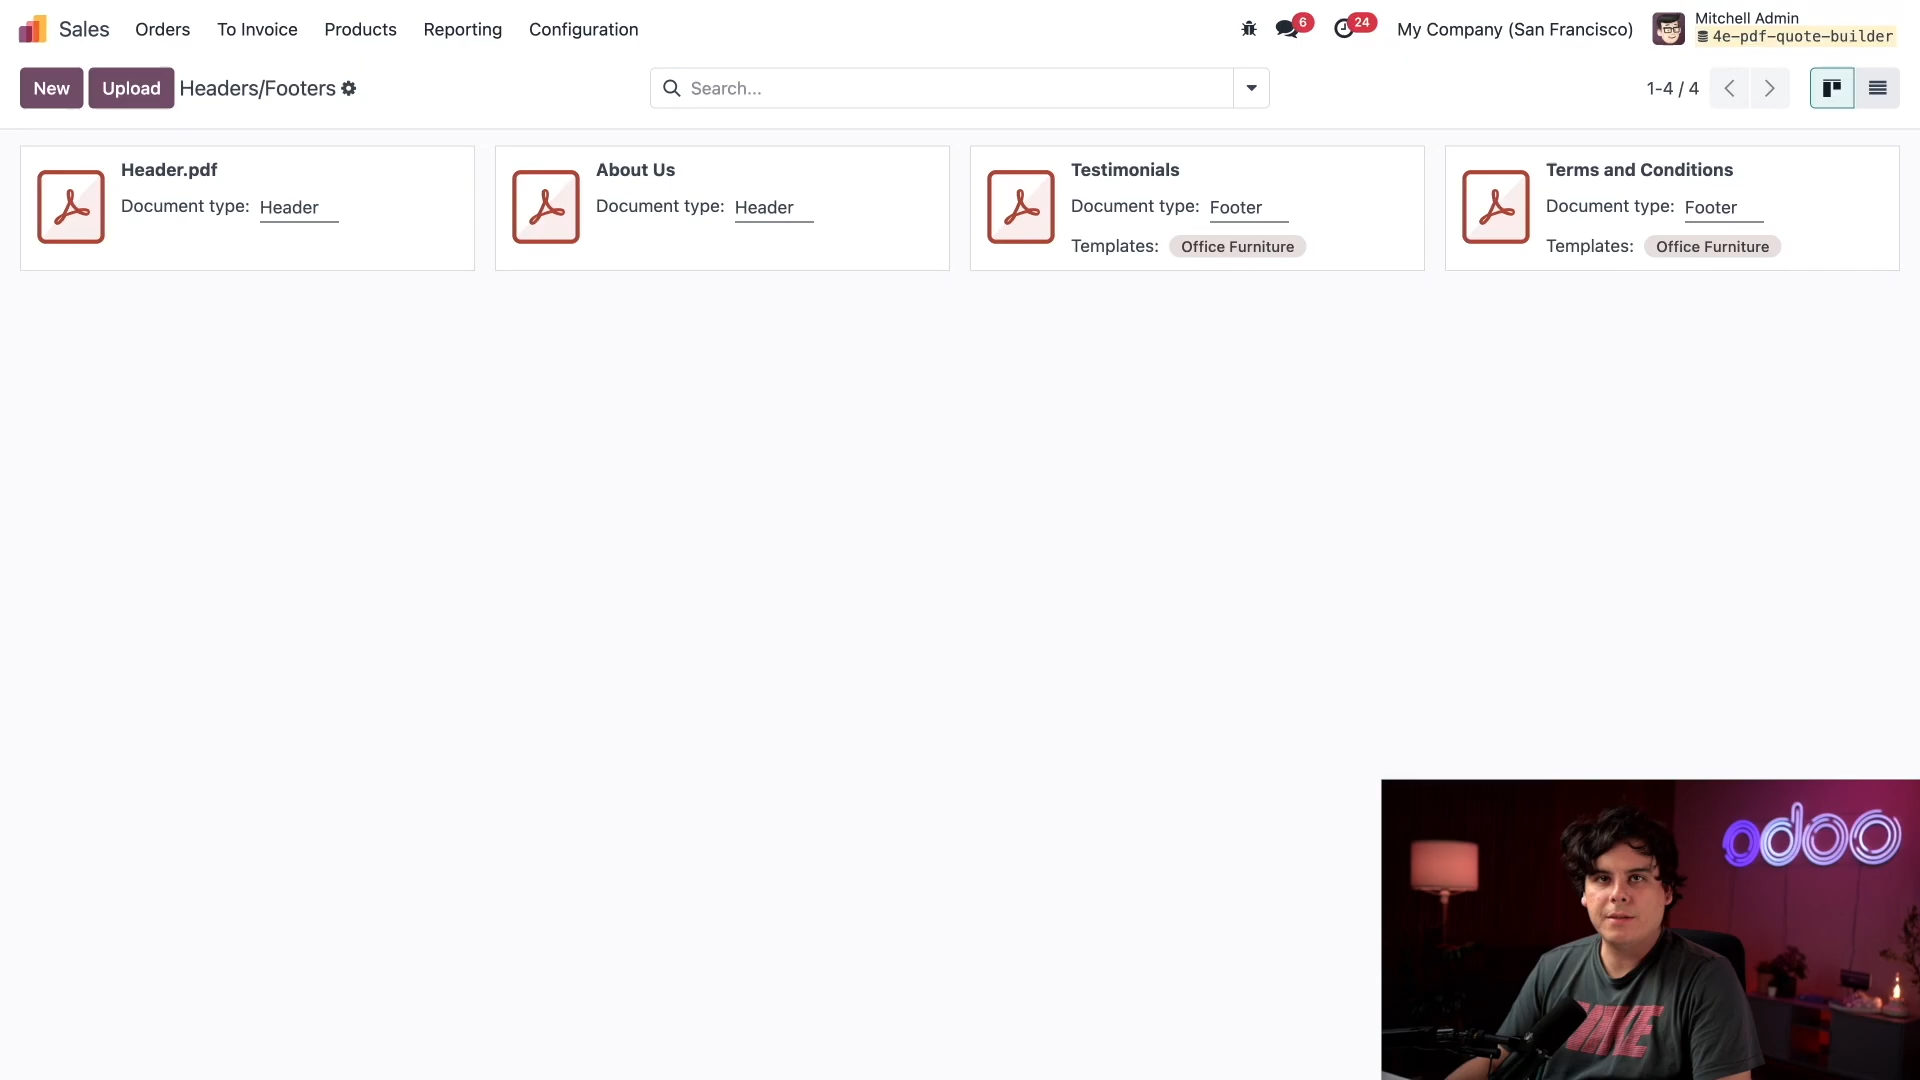 Sales Orders To Invoice Products Reporting Configuration 6 24 My Company (San Francisco) Mitchell Admin
4e-pdf-quote-builder
New Upload Headers/Footers Search... 1-4 / 4
Header.pdf
Document type: Header
About Us
Document type: Header
Testimonials
Document type: Footer
Templates: Office Furniture
Terms and Conditions
Document type: Footer
Templates: Office Furniture
odoo